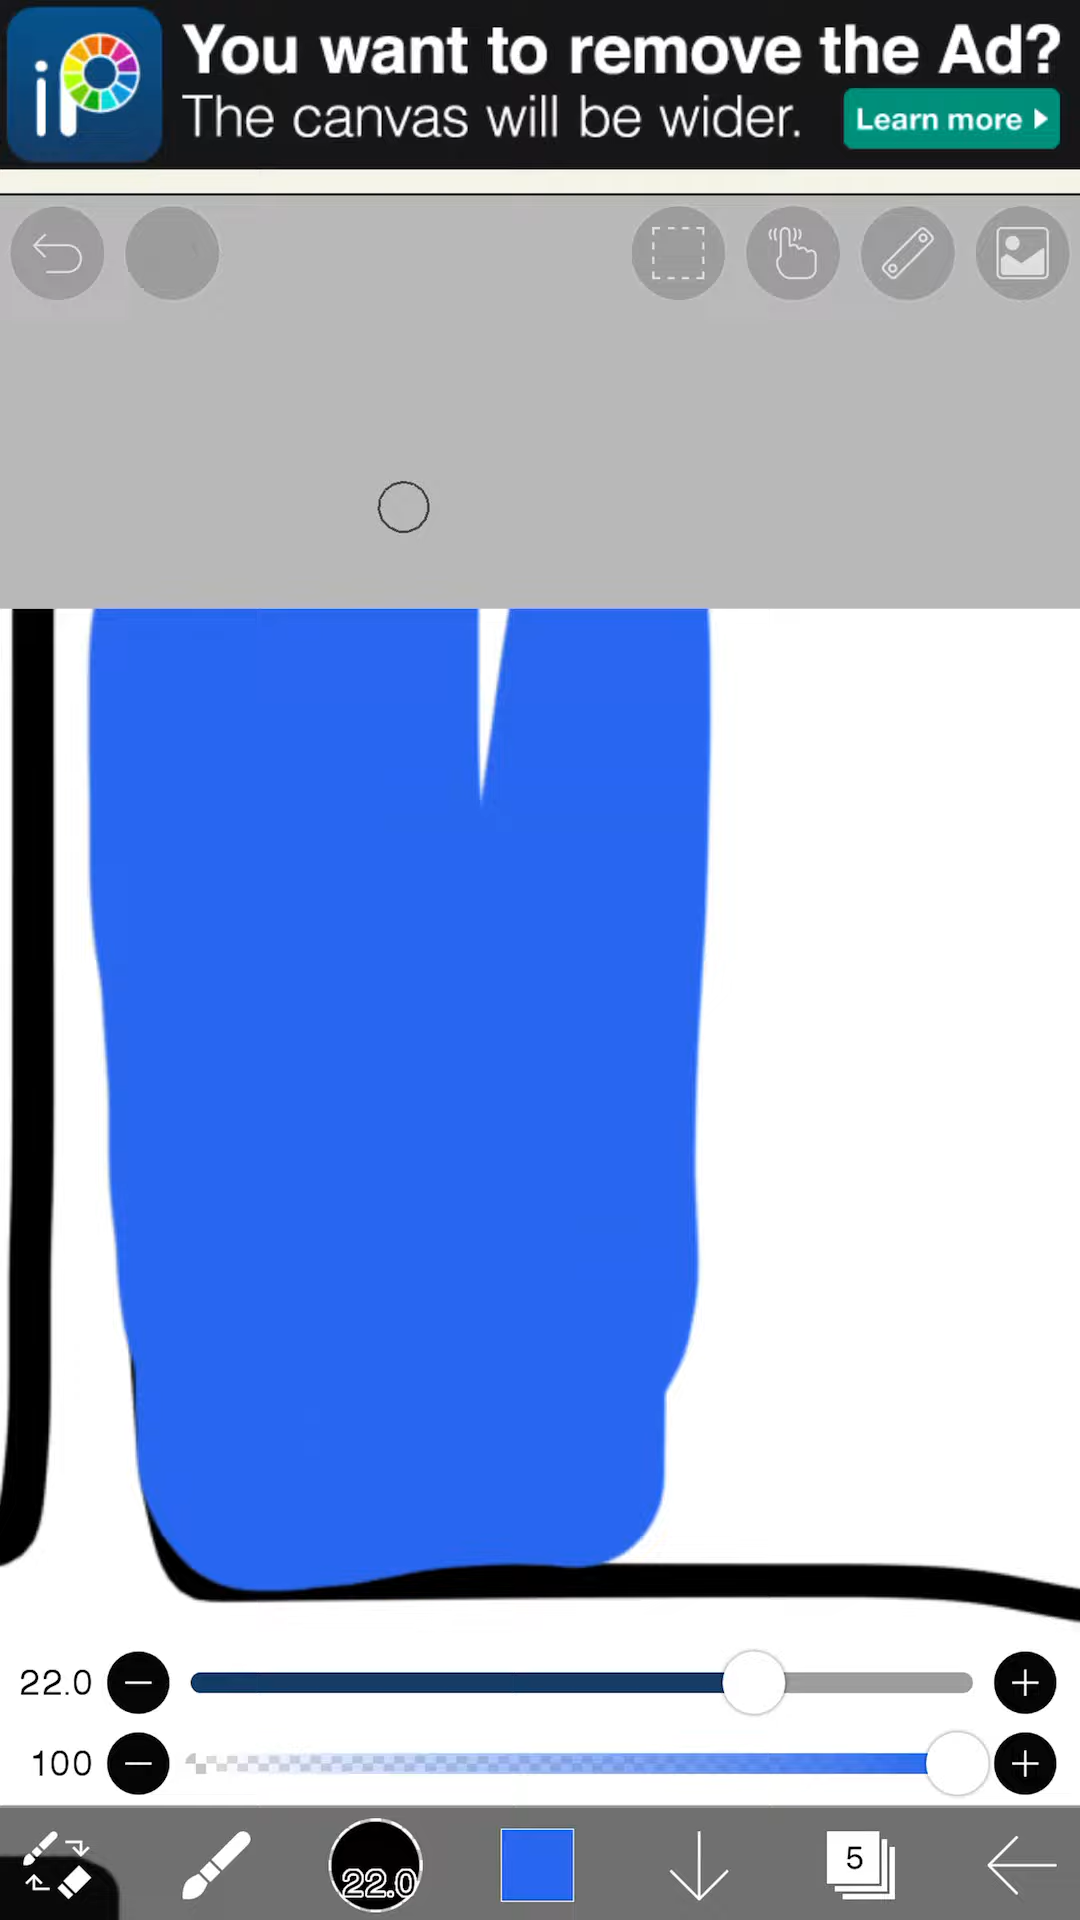 iP
You want to remove the Ad?
The canvas will be wider.
Learn more
22.0
100
22.0
5